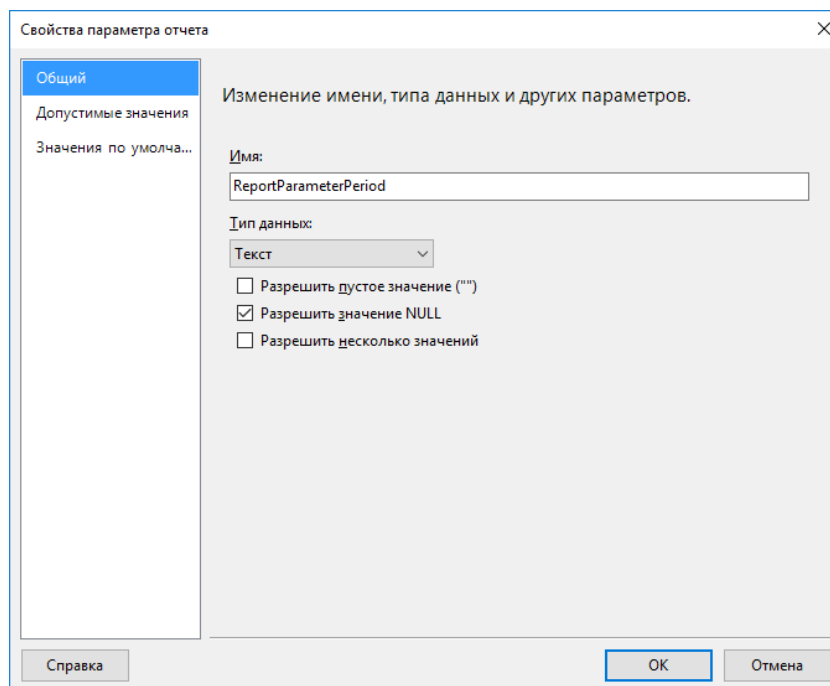 Свойства параметра отчета
Общий
Допустимые значения
Значения по умолча...
Изменение имени, типа данных и других параметров.
Имя:
ReportParameterPeriod
Тип данных:
Текст
Разрешить пустое значение ("")
Разрешить значение NULL
Разрешить несколько значений
Справка
OK
Отмена